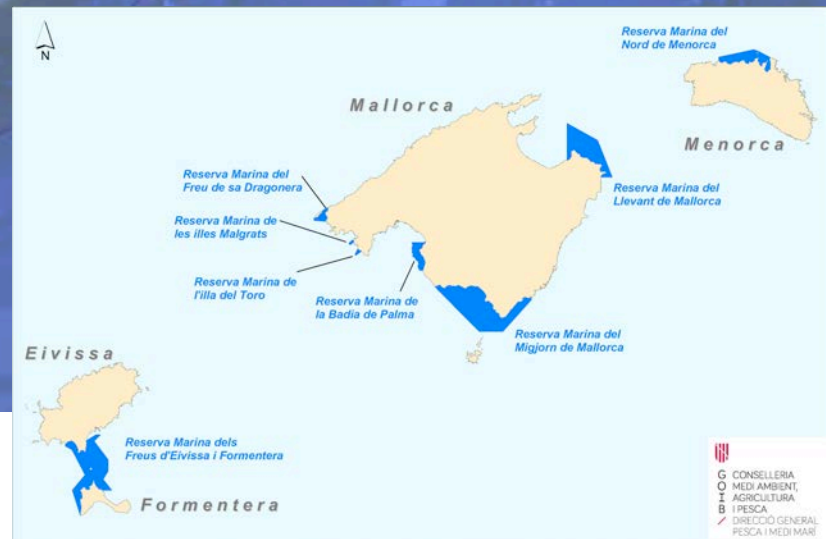 N
Reserva Marina del
Nord de Menorca
Mallorca
Menorca
Reserva Marina del
Freu de sa Dragonera
Reserva Marina del
Llevant de Mallorca
Reserva Marina de
les illes Malgrats
Reserva Marina de
l'illa del Toro
Reserva Marina de
la Badia de Palma
Reserva Marina del
Migjorn de Mallorca
Eivissa
Reserva Marina dels
Freus d'Eivissa i Formentera
Formentera
G CONSELLERIA
O MEDI AMBIENT,
I AGRICULTURA
B I PESCA
/ DIRECCIÓ GENERAL
PESCA I MEDI MARÍ